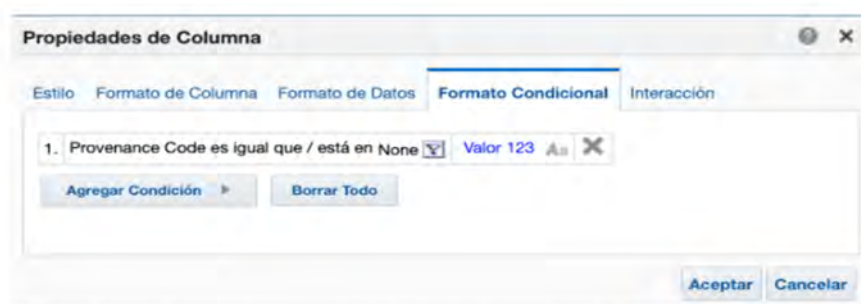 Propiedades de Columna
Estilo Formato de Columna Formato de Datos Formato Condicional Interacción
1. Provenance Code es igual que / está en None Valor 123 Aa
Agregar Condición Borrar Todo
Aceptar Cancelar